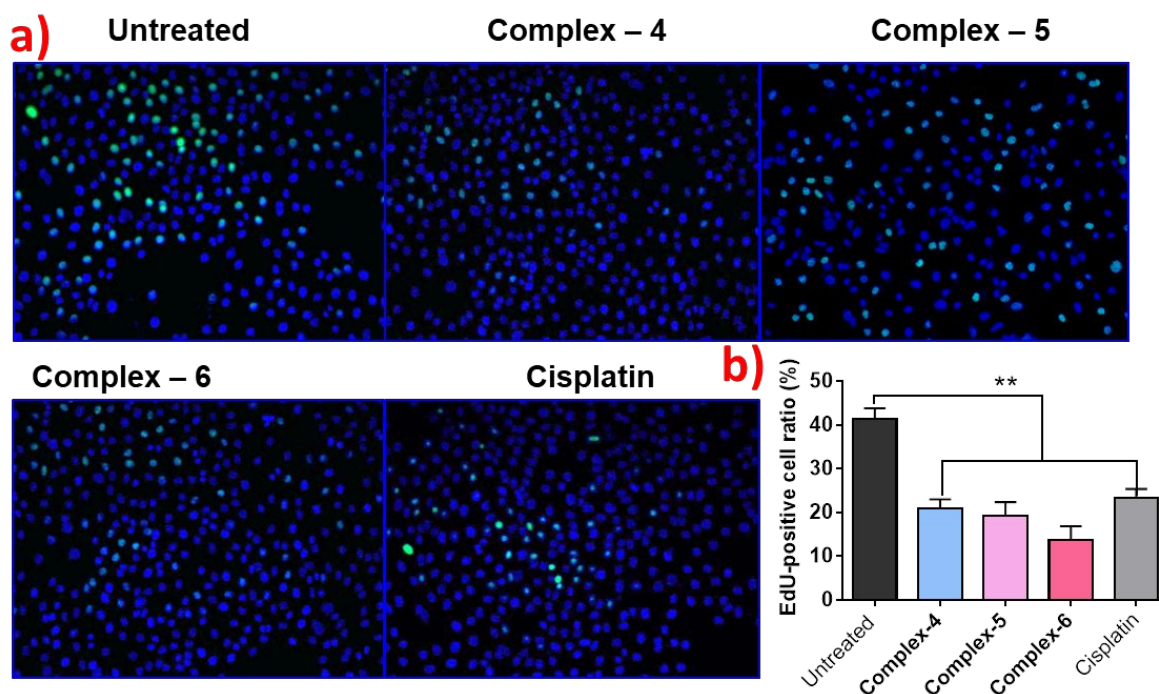 a)
Untreated
Complex – 4
Complex – 5
Complex – 6
Cisplatin
b)
EdU-positive cell ratio (%)
50
40
30
20
10
0
**
Untreated
Complex-4
Complex-5
Complex-6
Cisplatin